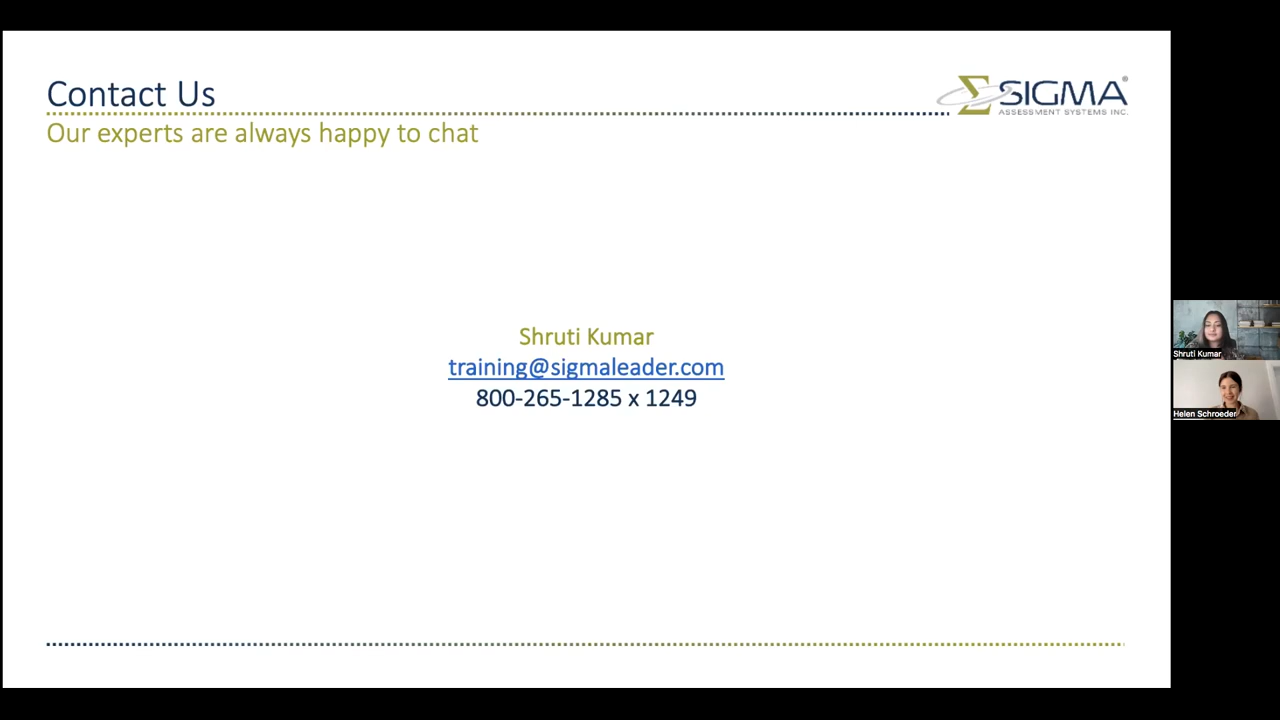 Contact Us
Our experts are always happy to chat
SIGMA®
ASSESSMENT SYSTEMS INC.
Shruti Kumar
training@sigmaleader.com
800-265-1285 x 1249
Shruti Kumar
Helen Schroeder